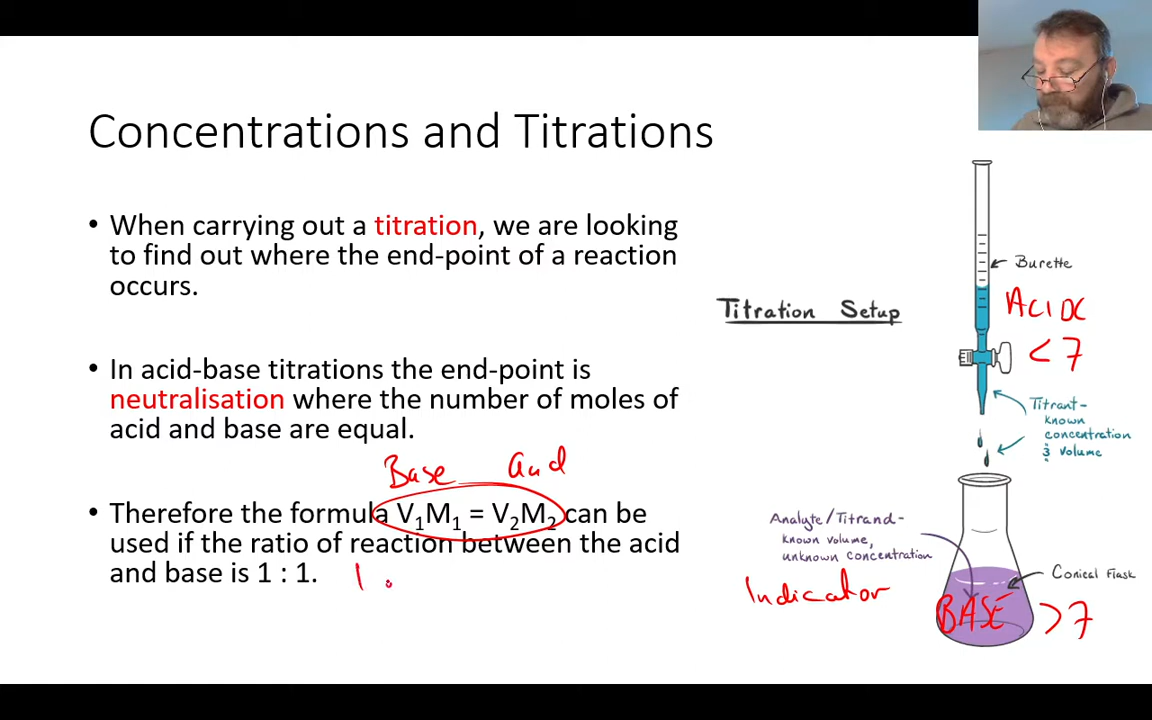 Concentrations and Titrations
• When carrying out a titration, we are looking
to find out where the end-point of a reaction
occurs.
• In acid-base titrations the end-point is
neutralisation where the number of moles of
acid and base are equal.
Base
• Therefore the formula V₁M₁ = V₂M₂ can be
used if the ratio of reaction between the acid
and base is 1 : 1.
Titration Setup
Burette
< 7
Titrant-
known
concentration
& volume
Analyte/Titrand-
known volume,
unknown concentration
Conical Flask
Indicator
BASE > 7